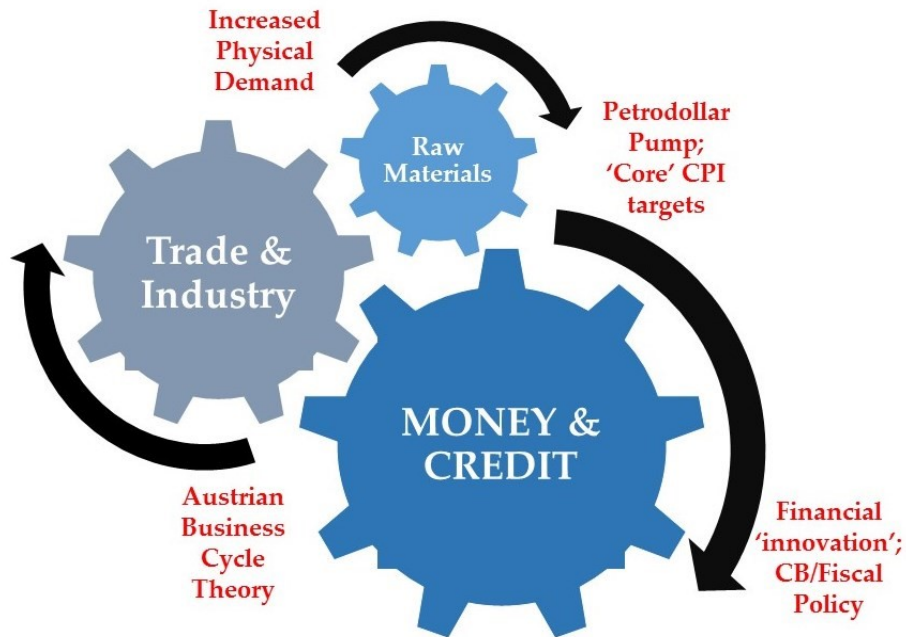 Increased
Physical
Demand
Raw
Materials
Petrodollar
Pump;
‘Core’ CPI
targets
Trade &
Industry
MONEY &
CREDIT
Austrian
Business
Cycle
Theory
Financial
‘innovation’;
CB/Fiscal
Policy